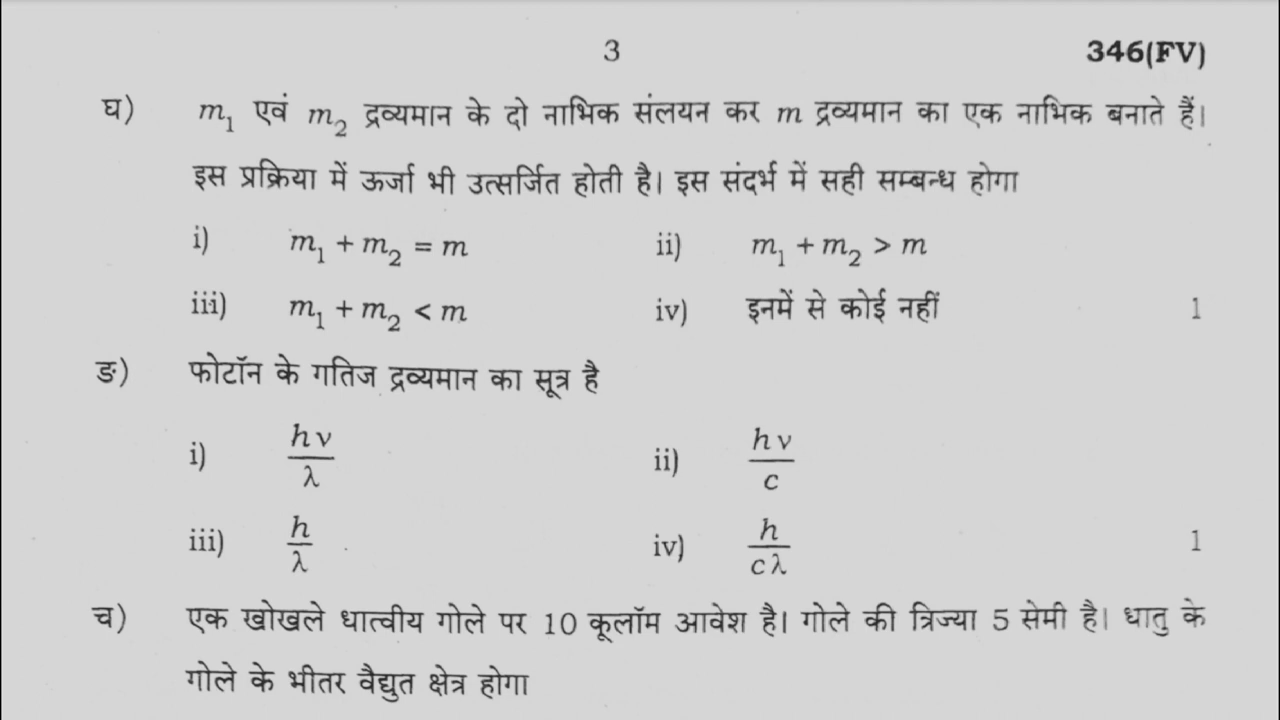 3 346(FV)
घ) m₁ एवं m₂ द्रव्यमान के दो नाभिक संलयन कर m द्रव्यमान का एक नाभिक बनाते हैं।
इस प्रक्रिया में ऊर्जा भी उत्सर्जित होती है। इस संदर्भ में सही सम्बन्ध होगा
i) m₁ + m₂ = m ii) m₁ + m₂ > m
iii) m₁ + m₂ < m iv) इनमें से कोई नहीं 1
ङ) फोटॉन के गतिज द्रव्यमान का सूत्र है
i) hν/λ ii) hν/c
iii) h/λ iv) h/cλ 1
च) एक खोखले धात्वीय गोले पर 10 कूलॉम आवेश है। गोले की त्रिज्या 5 सेमी है। धातु के
गोले के भीतर वैद्युत क्षेत्र होगा